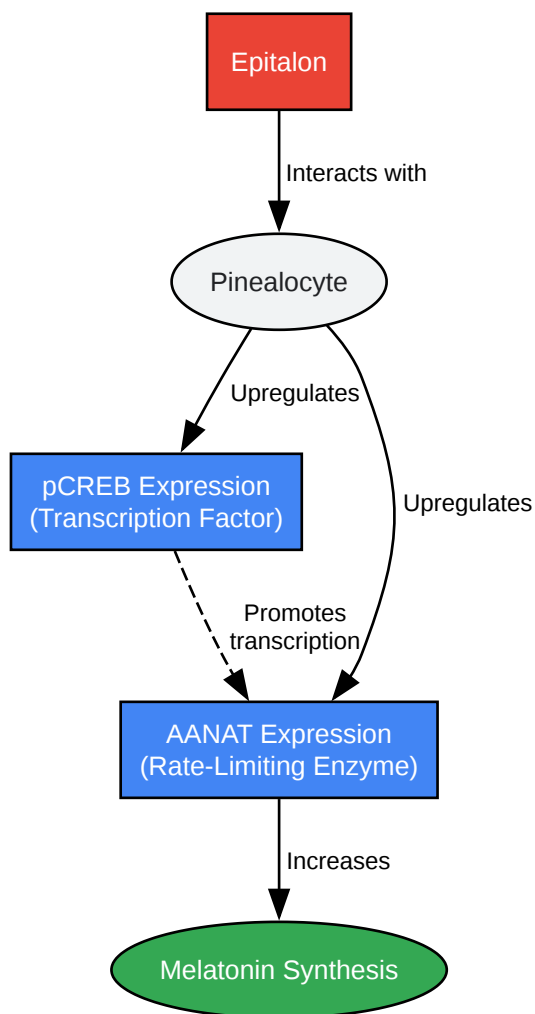 Epitalon
Interacts with
Pinealocyte
Upregulates
pCREB Expression
(Transcription Factor)
Upregulates
Promotes
transcription
AANAT Expression
(Rate-Limiting Enzyme)
Increases
Melatonin Synthesis